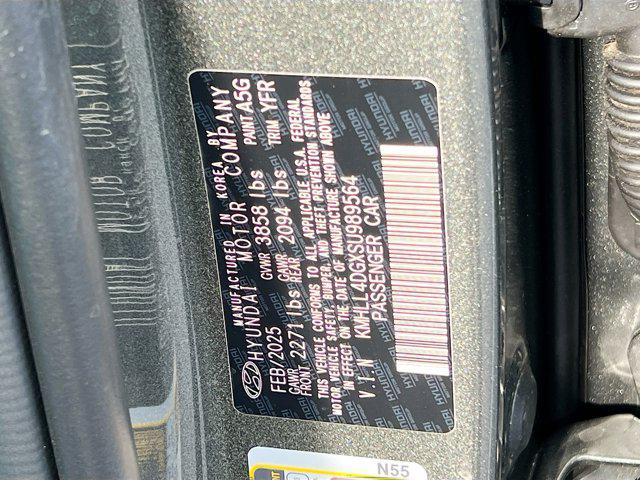 MANUFACTURED IN KOREA BY
HYUNDAI MOTOR COMPANY
FEB/2025 GVWR 3858 lbs PAINT A5G
GAWR FRONT 2271 lbs GAWR REAR 2094 lbs TRIM YFR
THIS VEHICLE CONFORMS TO ALL APPLICABLE U.S.A. FEDERAL
MOTOR VEHICLE SAFETY, BUMPER, AND THEFT PREVENTION STANDARDS
IN EFFECT ON THE DATE OF MANUFACTURE SHOWN ABOVE
V.I.N KMHLL4DGXSU989564
PASSENGER CAR
N55